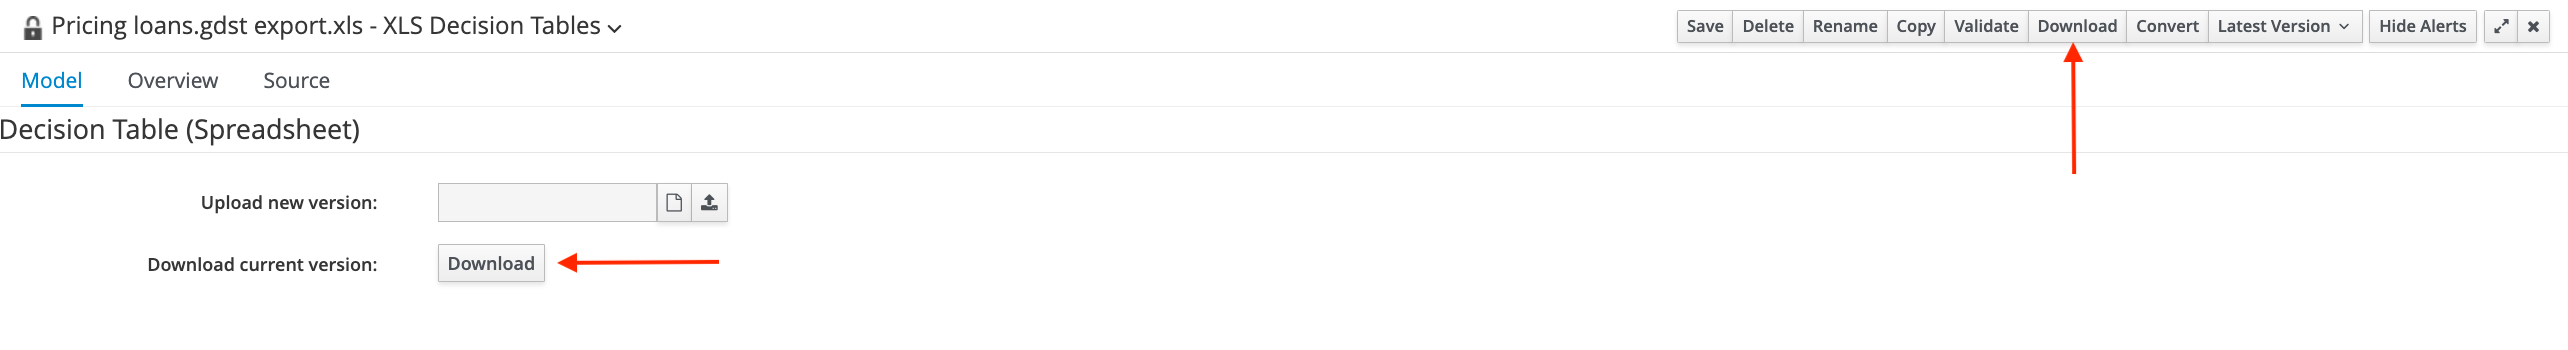 Pricing loans.gdst export.xls - XLS Decision Tables
Save Delete Rename Copy Validate Download Convert Latest Version Hide Alerts
Model Overview Source
Decision Table (Spreadsheet)
Upload new version:
Download current version: Download